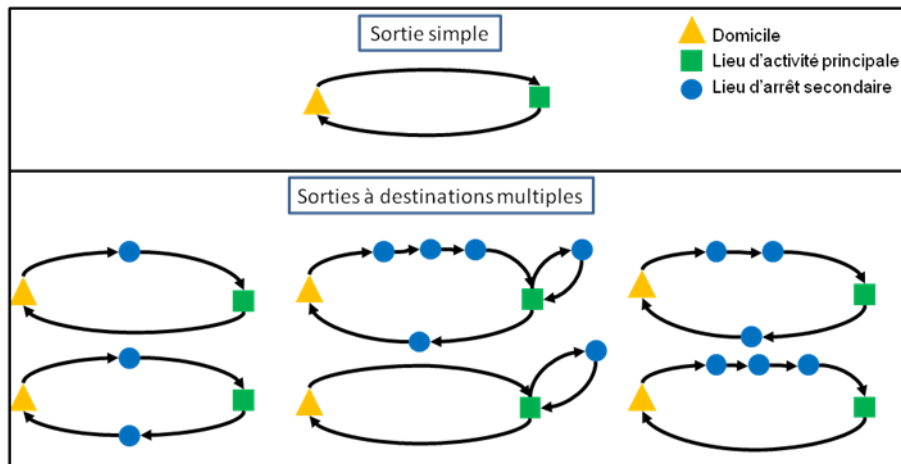 Sortie simple
Domicile
Lieu d'activité principale
Lieu d'arrêt secondaire
Sorties à destinations multiples